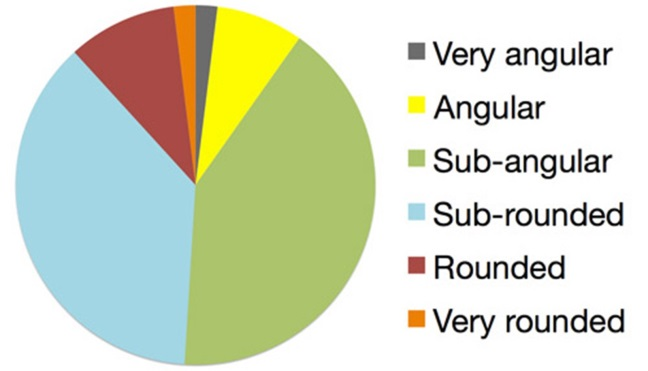 Very angular
Angular
Sub-angular
Sub-rounded
Rounded
Very rounded